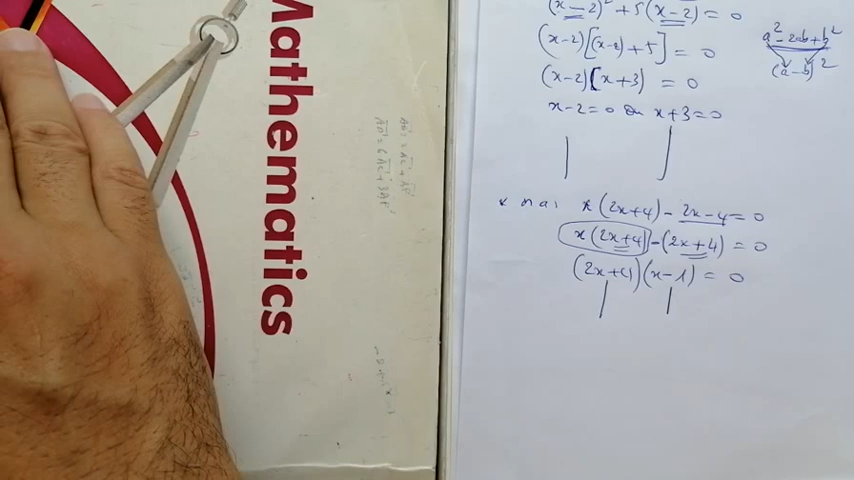 Mathematics
(x-2)² + 5(x-2) = 0
(x-2)[(x-2)+5] = 0
a² - 2ab + b²
(a-b)²
(x-2)(x+3) = 0
x-2=0 ou x+3=0
x(2x+4) - 2x-4 = 0
x(2x+4) - (2x+4) = 0
(2x+4)(x-1) = 0